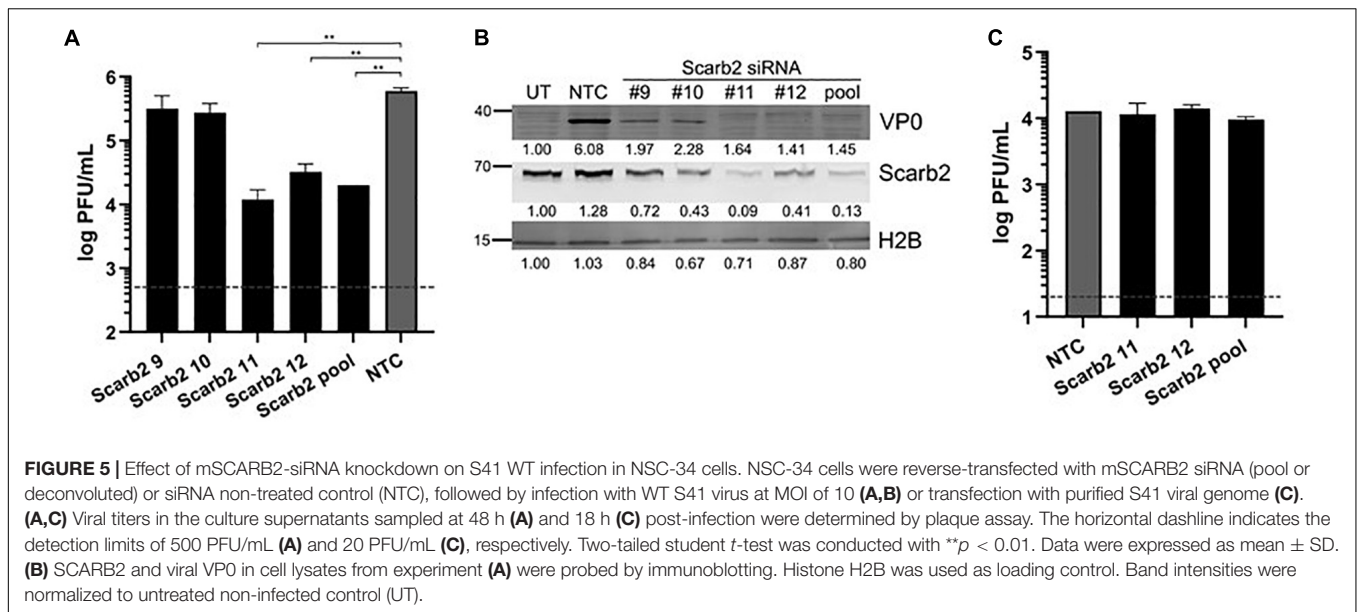 A
**
**
**
log PFU/mL
6
5
4
3
2
Scarb2 9
Scarb2 10
Scarb2 11
Scarb2 12
Scarb2 pool
NTC
B
Scarb2 siRNA
UT NTC #9 #10 #11 #12 pool
40 VP0
1.00 6.08 1.97 2.28 1.64 1.41 1.45
70 Scarb2
1.00 1.28 0.72 0.43 0.09 0.41 0.13
15 H2B
1.00 1.03 0.84 0.67 0.71 0.87 0.80
C
log PFU/mL
5
4
3
2
1
NTC
Scarb2 11
Scarb2 12
Scarb2 pool
FIGURE 5 | Effect of mSCARB2-siRNA knockdown on S41 WT infection in NSC-34 cells. NSC-34 cells were reverse-transfected with mSCARB2 siRNA (pool or
deconvoluted) or siRNA non-treated control (NTC), followed by infection with WT S41 virus at MOI of 10 (A,B) or transfection with purified S41 viral genome (C).
(A,C) Viral titers in the culture supernatants sampled at 48 h (A) and 18 h (C) post-infection were determined by plaque assay. The horizontal dashline indicates the
detection limits of 500 PFU/mL (A) and 20 PFU/mL (C), respectively. Two-tailed student t-test was conducted with **p < 0.01. Data were expressed as mean ± SD.
(B) SCARB2 and viral VP0 in cell lysates from experiment (A) were probed by immunoblotting. Histone H2B was used as loading control. Band intensities were
normalized to untreated non-infected control (UT).